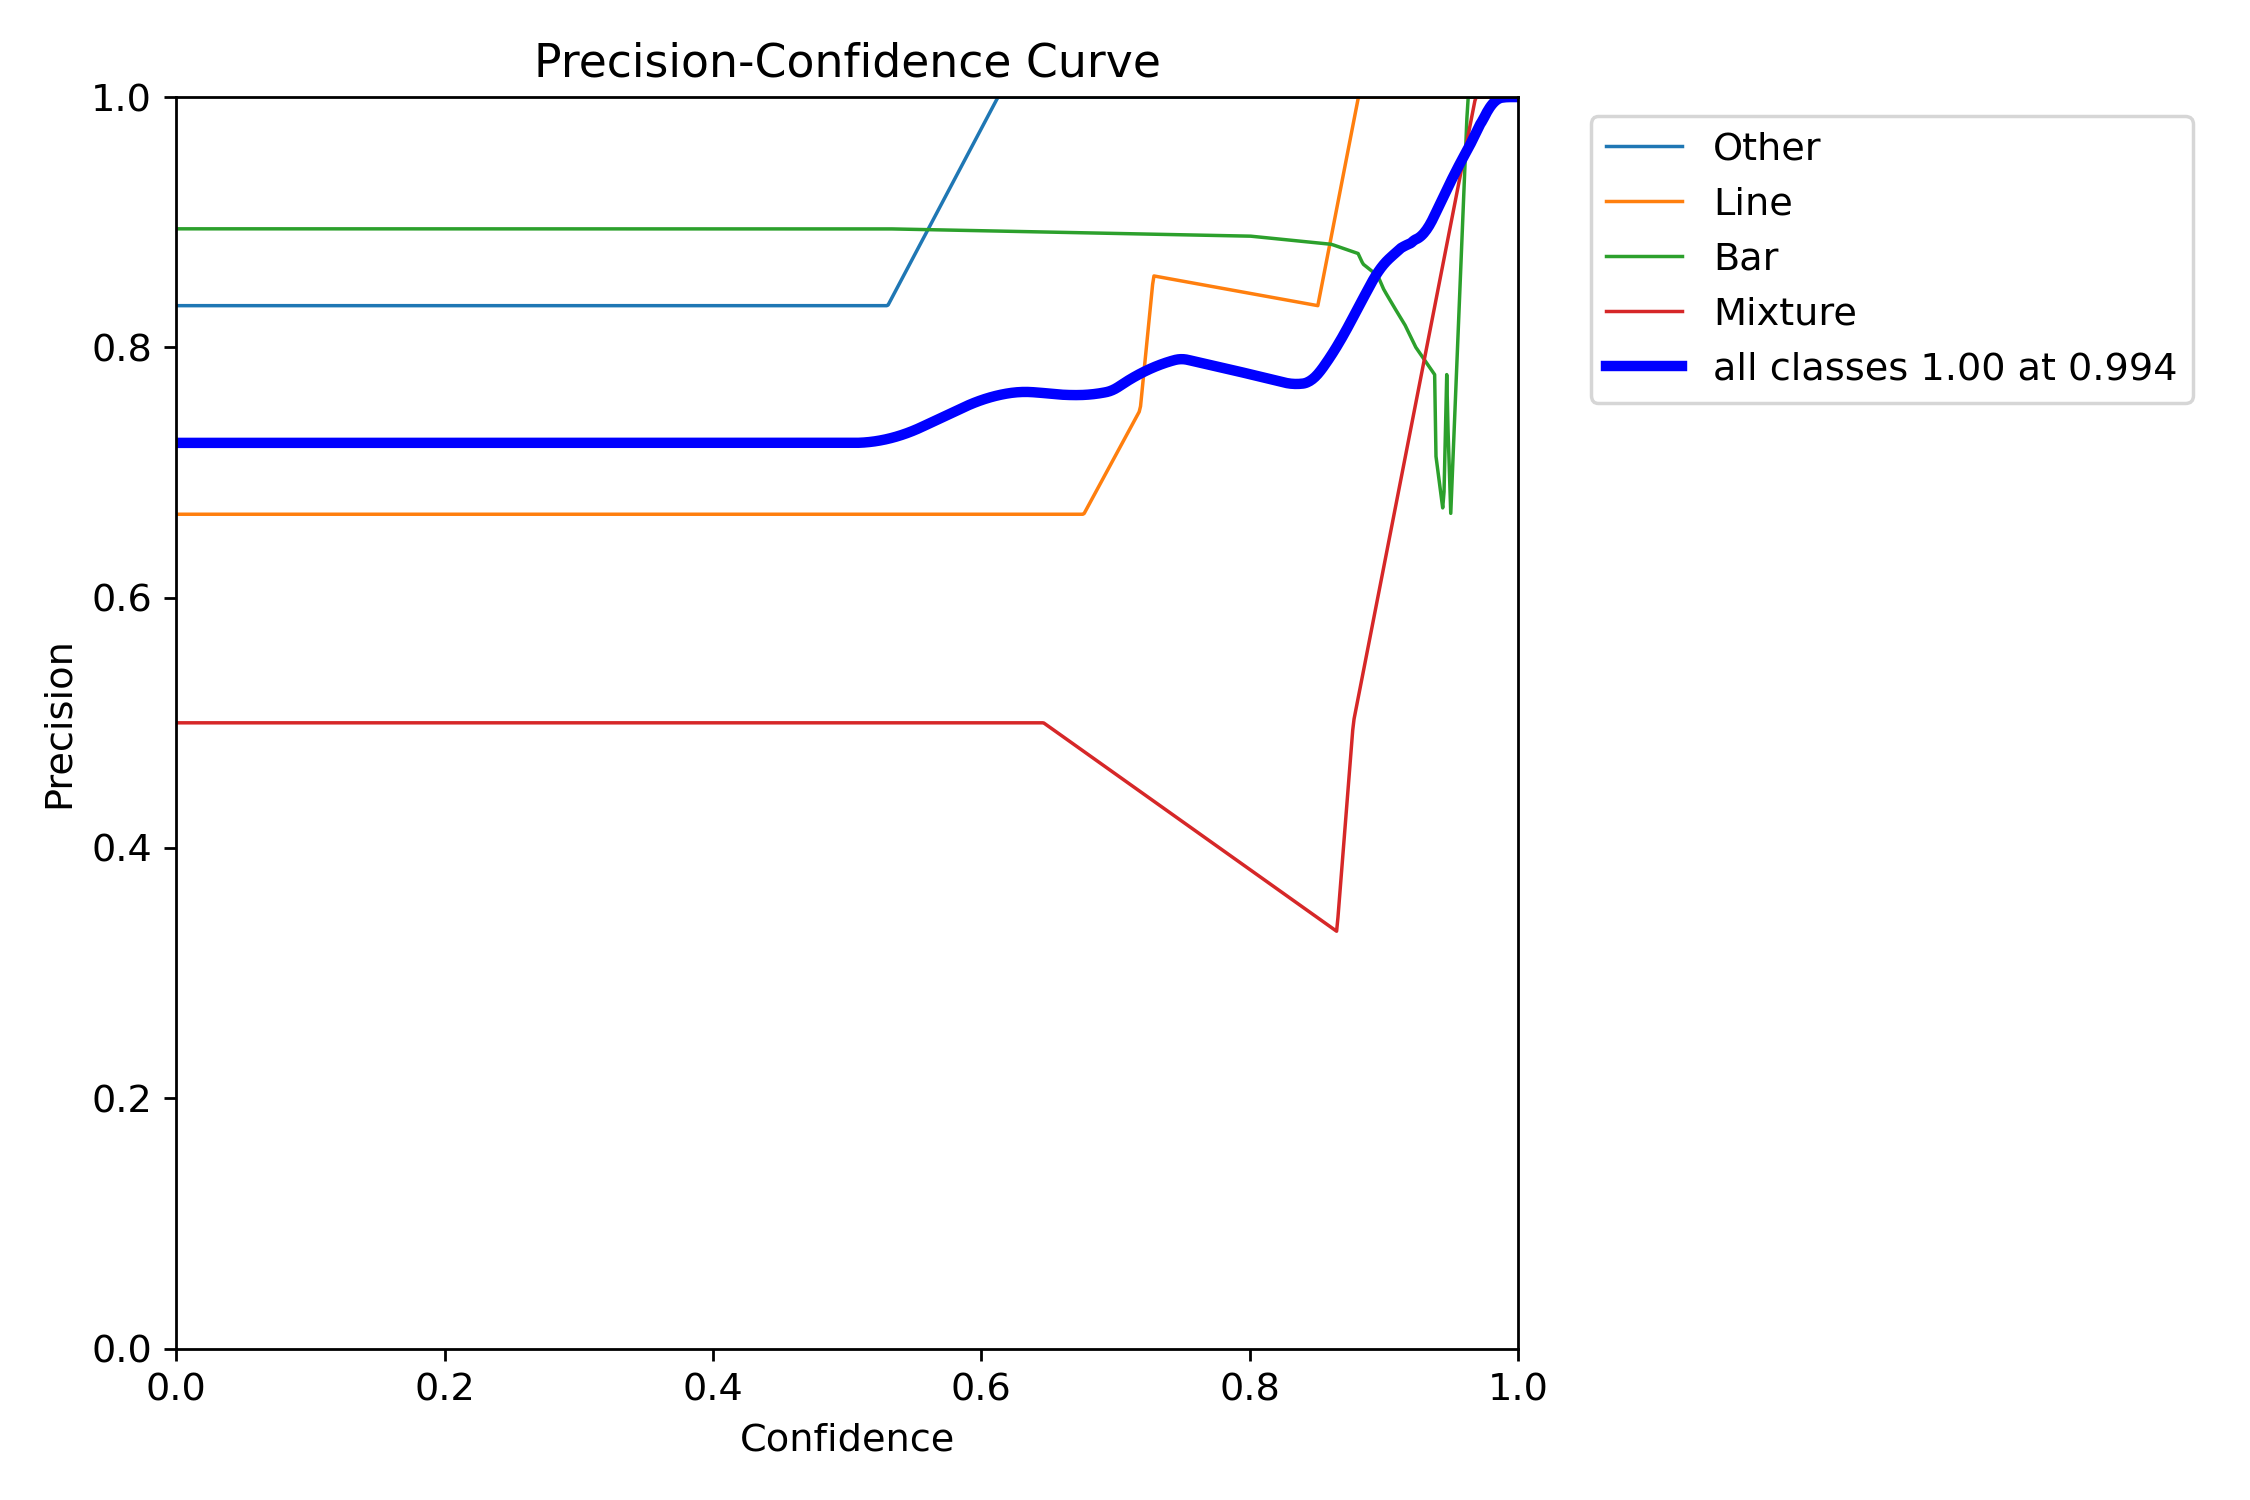 Precision-Confidence Curve
1.0
0.8
0.6
0.4
0.2
0.0
Precision
0.0 0.2 0.4 0.6 0.8 1.0
Confidence
Other
Line
Bar
Mixture
all classes 1.00 at 0.994